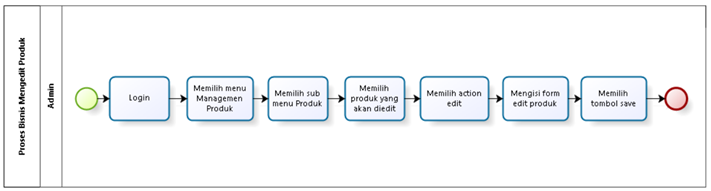 Proses Bisnis Mengedit Produk
Admin
Login
Memilih menu
Managemen
Produk
Memilih sub
menu Produk
Memilih
produk yang
akan diedit
Memilih action
edit
Mengisi form
edit produk
Memilih
tombol save